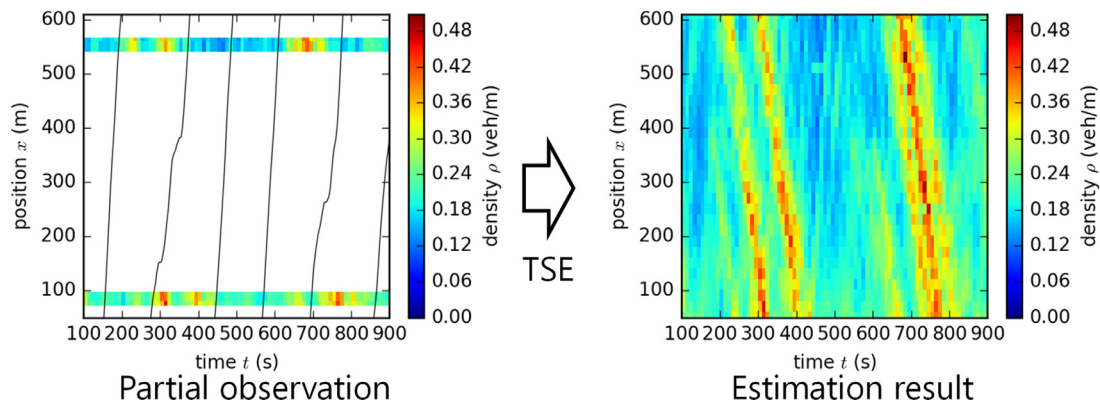 600
500
400
300
200
100
position x (m)
100 200 300 400 500 600 700 800 900
time t (s)
0.48
0.42
0.36
0.30
0.24
0.18
0.12
0.06
0.00
density ρ (veh/m)
Partial observation
TSE
600
500
400
300
200
100
position x (m)
100 200 300 400 500 600 700 800 900
time t (s)
0.48
0.42
0.36
0.30
0.24
0.18
0.12
0.06
0.00
density ρ (veh/m)
Estimation result